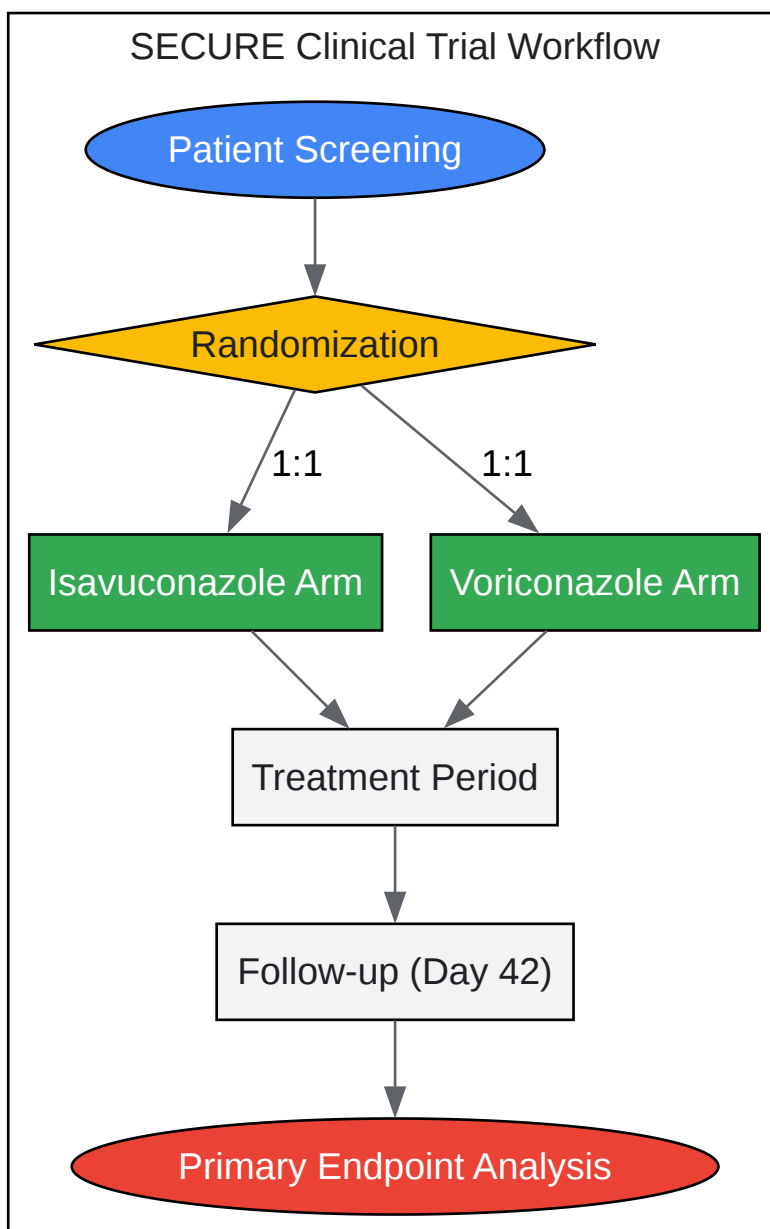 SECURE Clinical Trial Workflow
Patient Screening
Randomization
1:1
1:1
Isavuconazole Arm
Voriconazole Arm
Treatment Period
Follow-up (Day 42)
Primary Endpoint Analysis